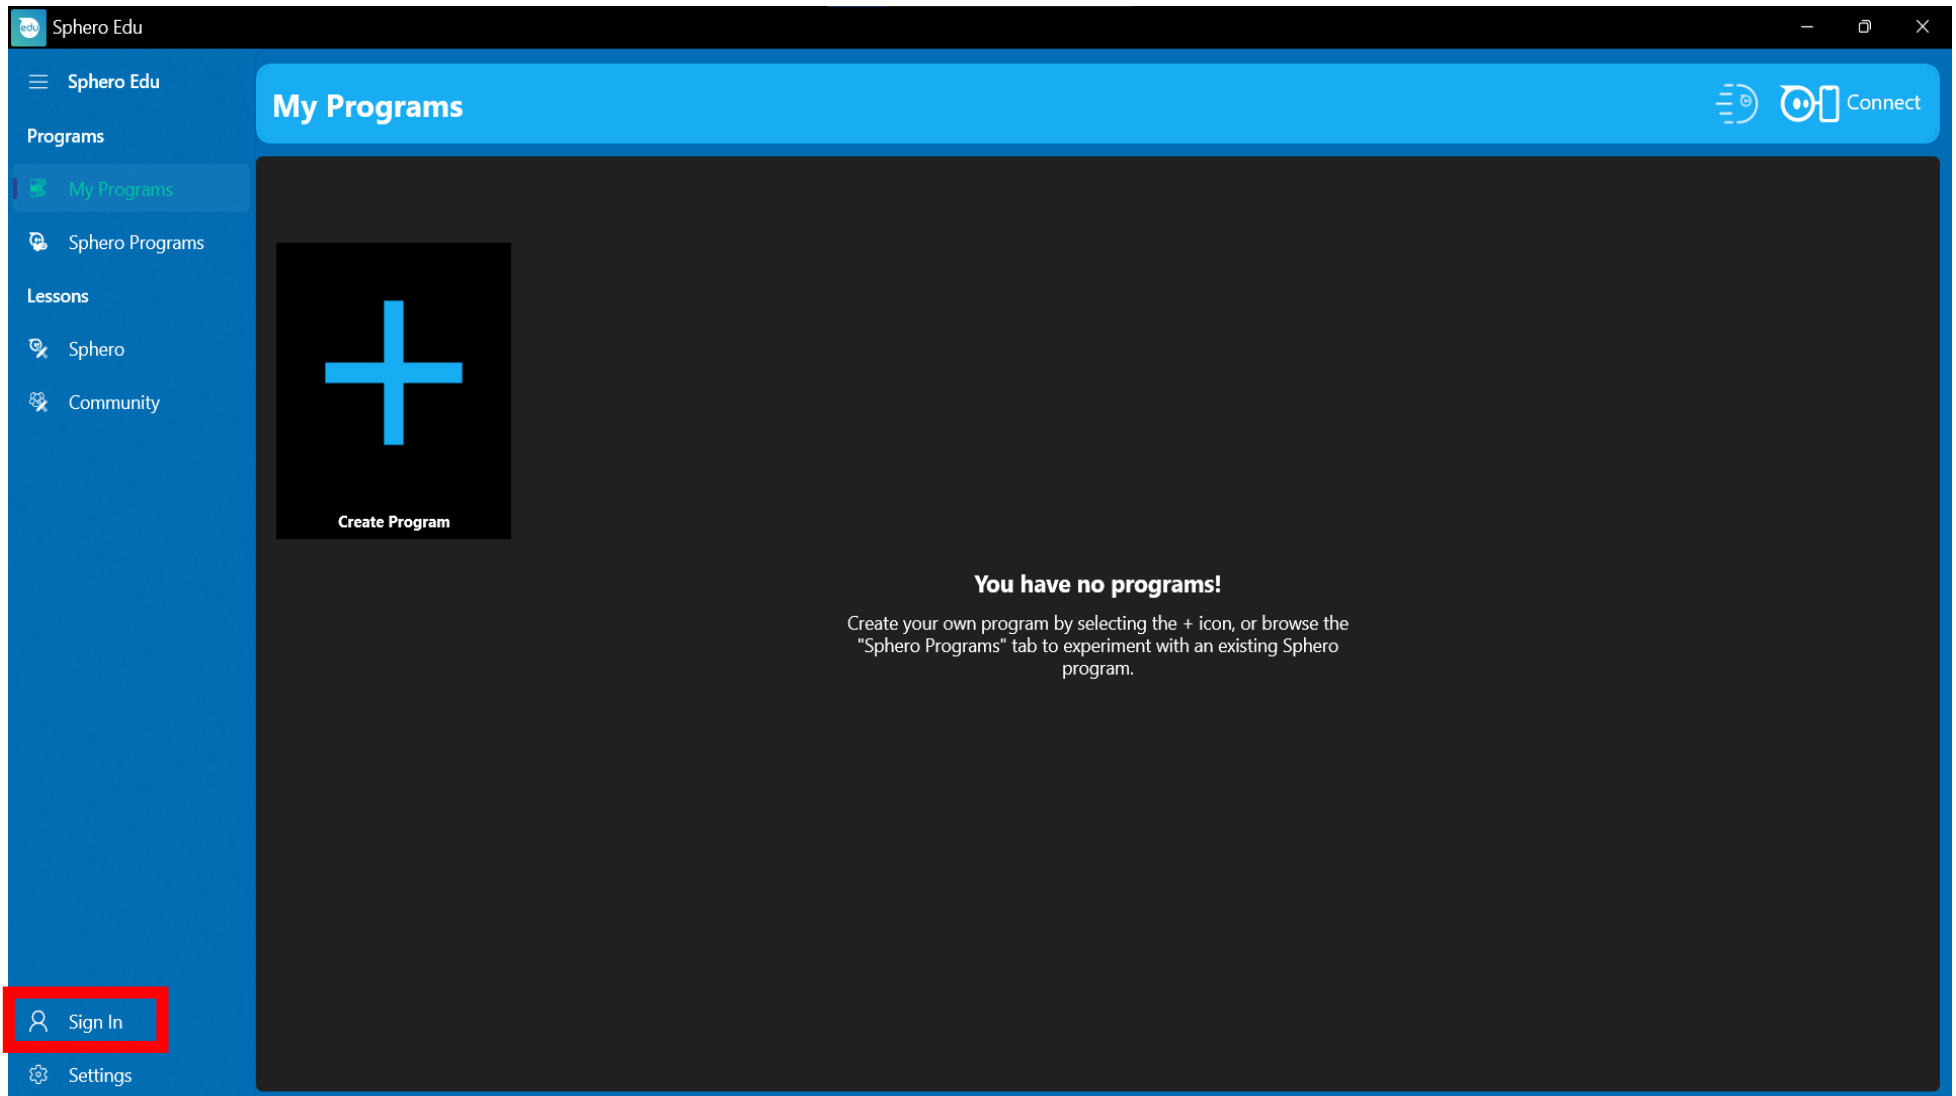 edu Sphero Edu
Sphero Edu
Programs
My Programs
Sphero Programs
Lessons
Sphero
Community
Sign In
Settings
My Programs
Connect
Create Program
You have no programs!
Create your own program by selecting the + icon, or browse the
"Sphero Programs" tab to experiment with an existing Sphero
program.